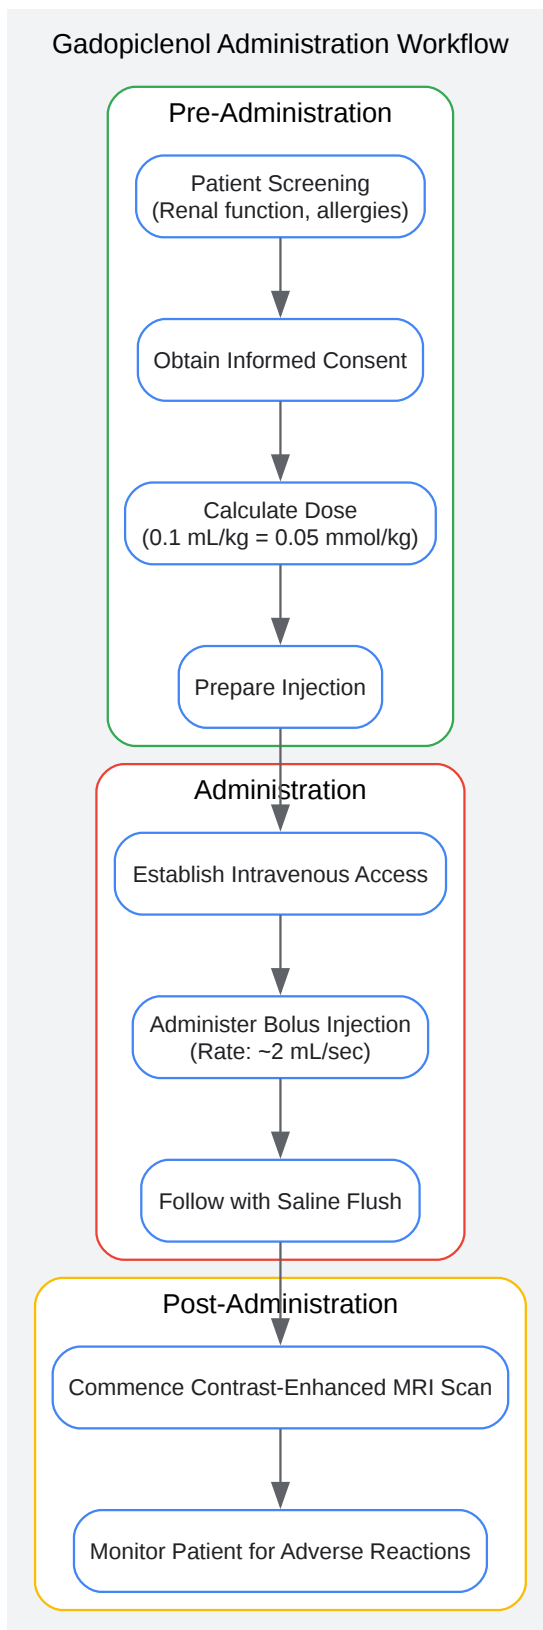 Gadopiclenol Administration Workflow
Pre-Administration
Patient Screening
(Renal function, allergies)
Obtain Informed Consent
Calculate Dose
(0.1 mL/kg = 0.05 mmol/kg)
Prepare Injection
Administration
Establish Intravenous Access
Administer Bolus Injection
(Rate: ~2 mL/sec)
Follow with Saline Flush
Post-Administration
Commence Contrast-Enhanced MRI Scan
Monitor Patient for Adverse Reactions